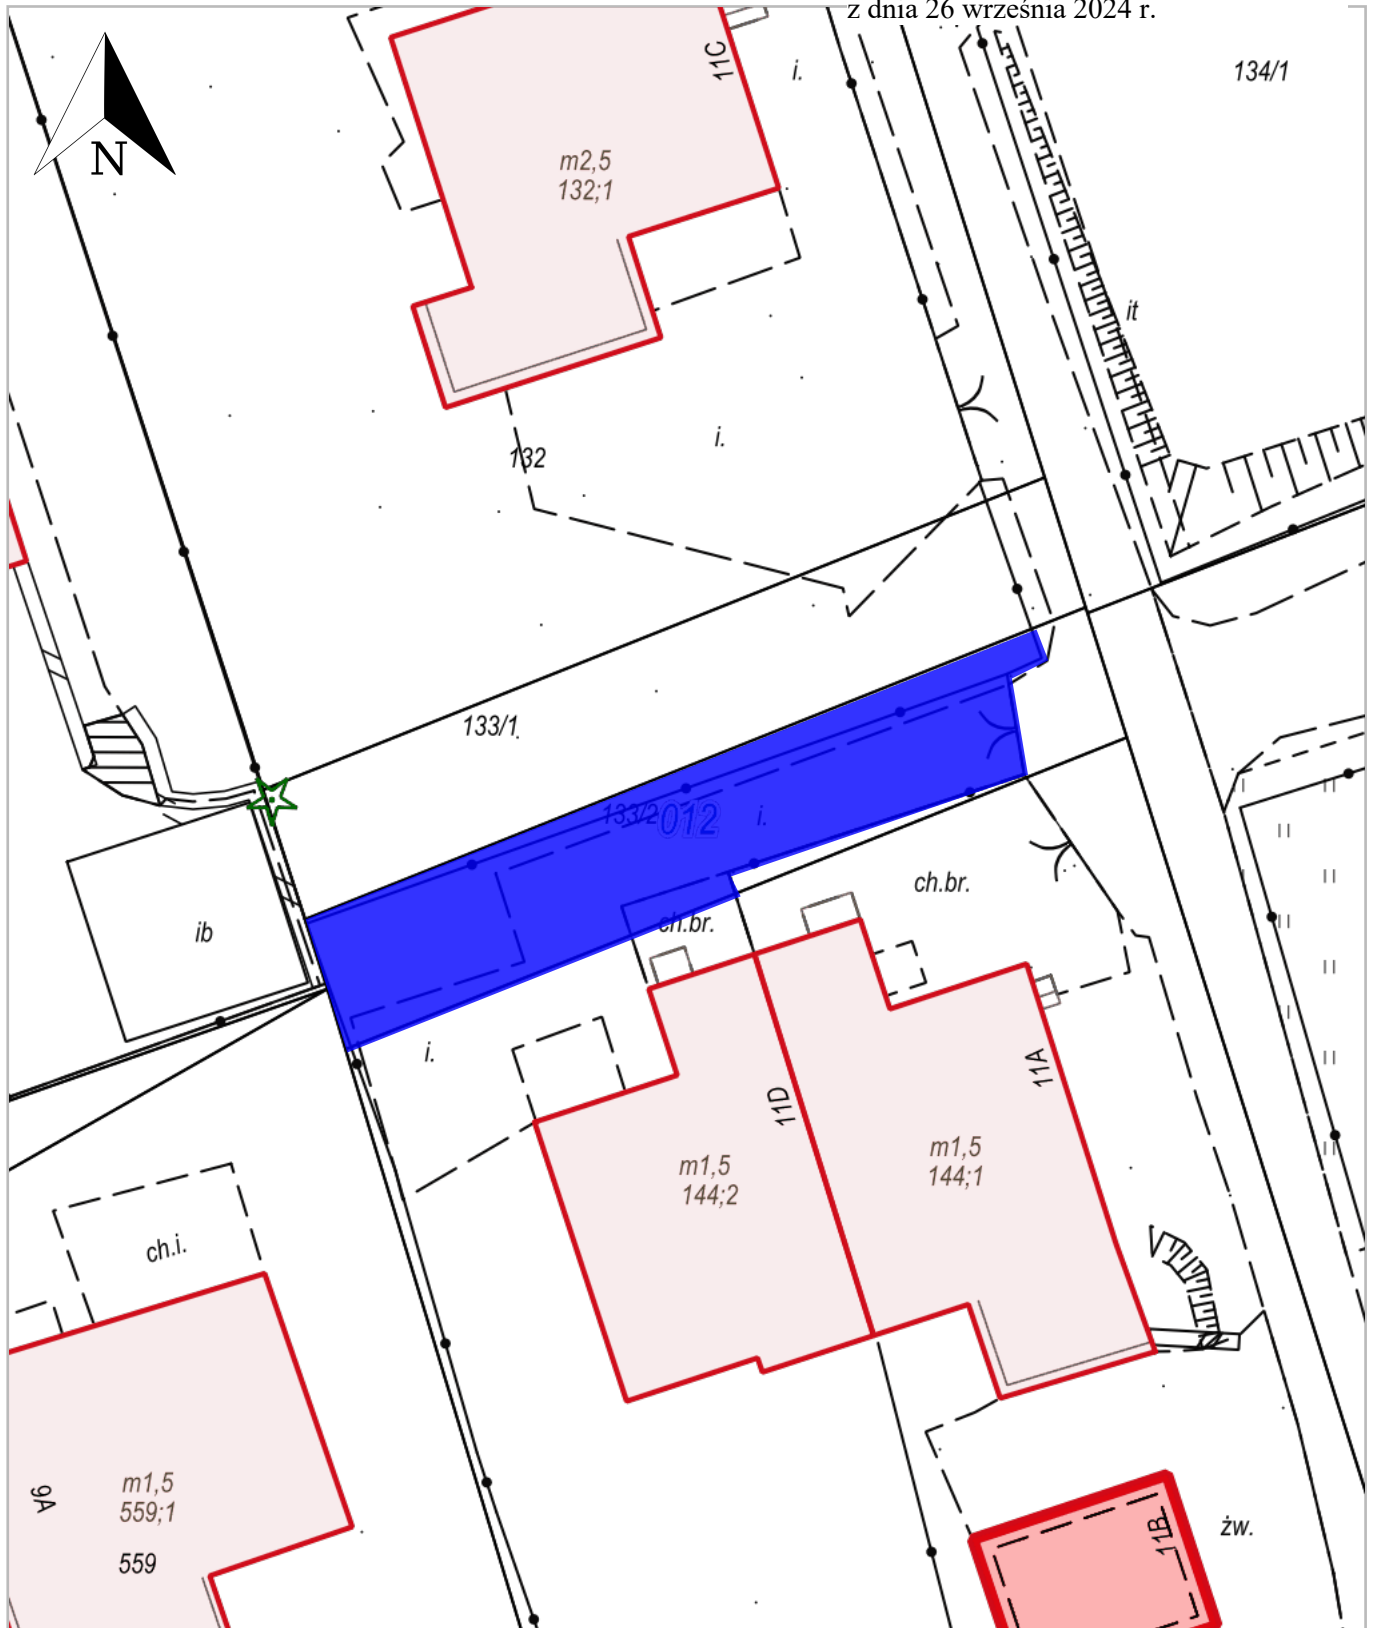 z dnia 26 września 2024 r.
11C
i.
134/1
N
m2,5
132;1
it
i.
132
133/1
133/2
012
i.
ch.br.
ib
ch.br.
i.
11A
11D
m1,5
144;2
m1,5
144;1
ch.i.
m1,5
559;1
9A
559
11B
żw.